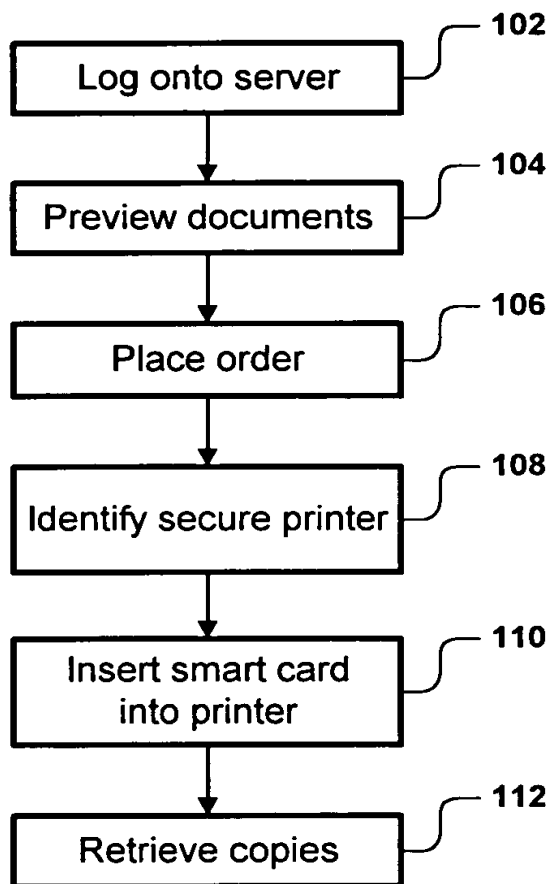 102
Log onto server
104
Preview documents
106
Place order
108
Identify secure printer
110
Insert smart card
into printer
112
Retrieve copies